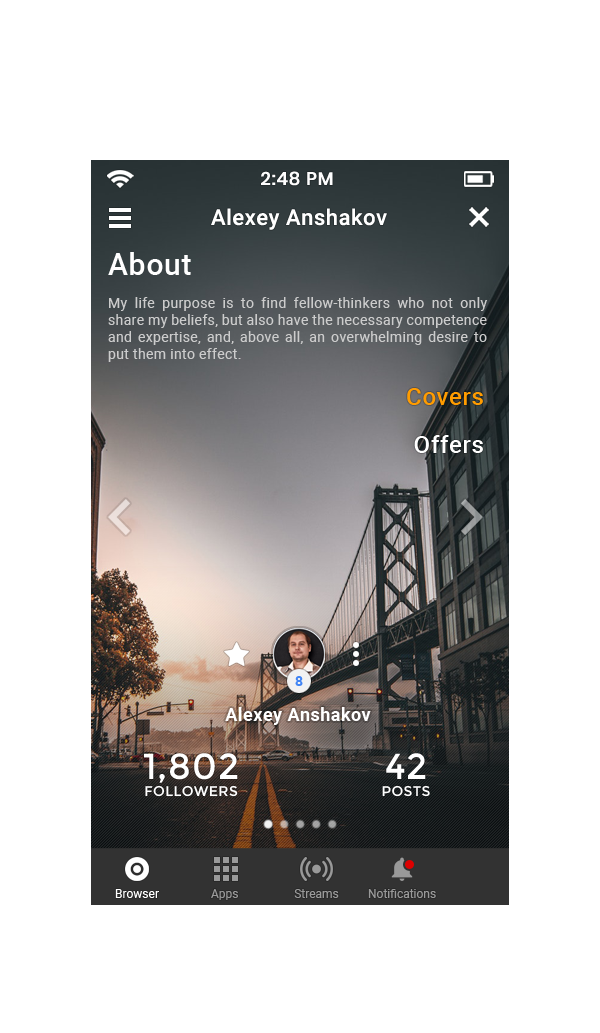 2:48 PM
Alexey Anshakov
About
My life purpose is to find fellow-thinkers who not only
share my beliefs, but also have the necessary competence
and expertise, and, above all, an overwhelming desire to
put them into effect.
Covers
Offers
8
Alexey Anshakov
1,802
FOLLOWERS
42
POSTS
Browser
Apps
Streams
Notifications